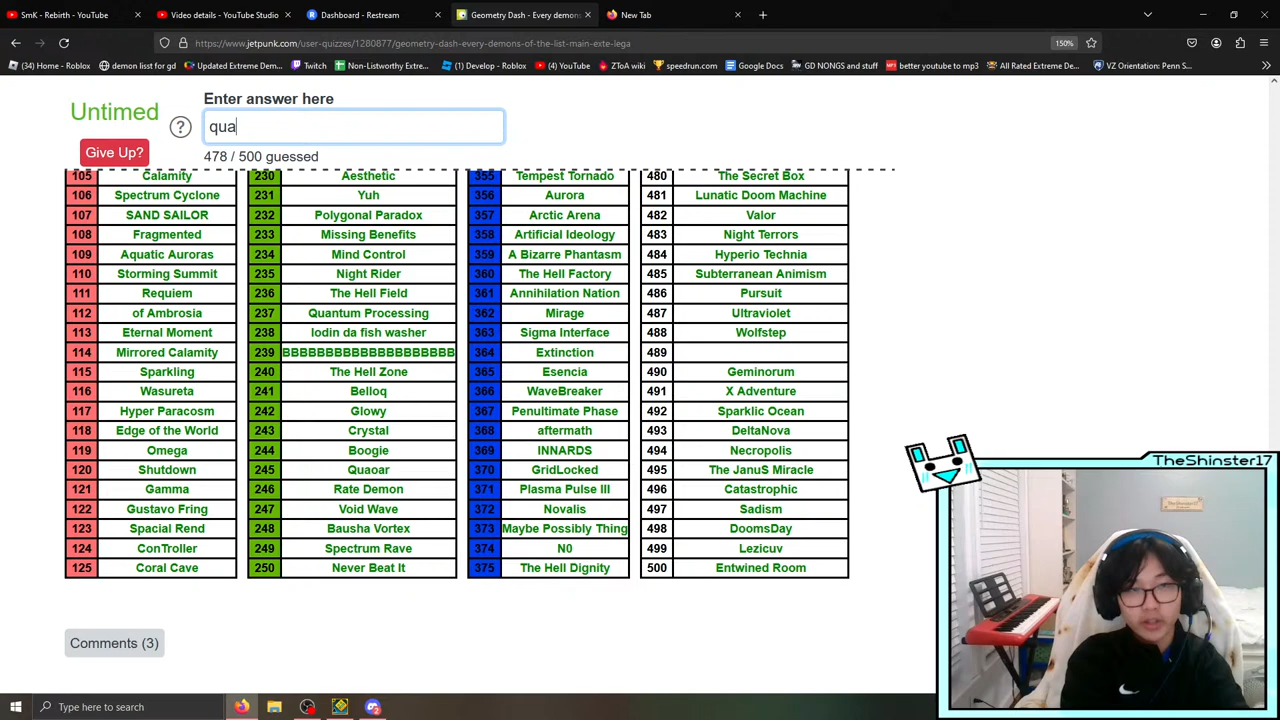 SmK - Rebirth - YouTube
Video details - YouTube Studio
Dashboard - Restream
Geometry Dash - Every demons
New Tab
https://www.jetpunk.com/user-quizzes/1280877/geometry-dash-every-demons-of-the-list-main-exte-lega
150%
(34) Home - Roblox
demon lisst for gd
Updated Extreme Dem...
Twitch
Non-Listworthy Extre...
(1) Develop - Roblox
(4) YouTube
ZToA wiki
speedrun.com
Google Docs
GD NONGS and stuff
better youtube to mp3
All Rated Extreme De...
VZ Orientation: Penn S...
Untimed
?
Enter answer here
qua
Give Up?
478 / 500 guessed
105 Calamity 230 Aesthetic 355 Tempest Tornado 480 The Secret Box
106 Spectrum Cyclone 231 Yuh 356 Aurora 481 Lunatic Doom Machine
107 SAND SAILOR 232 Polygonal Paradox 357 Arctic Arena 482 Valor
108 Fragmented 233 Missing Benefits 358 Artificial Ideology 483 Night Terrors
109 Aquatic Auroras 234 Mind Control 359 A Bizarre Phantasm 484 Hyperio Technia
110 Storming Summit 235 Night Rider 360 The Hell Factory 485 Subterranean Animism
111 Requiem 236 The Hell Field 361 Annihilation Nation 486 Pursuit
112 of Ambrosia 237 Quantum Processing 362 Mirage 487 Ultraviolet
113 Eternal Moment 238 lodin da fish washer 363 Sigma Interface 488 Wolfstep
114 Mirrored Calamity 239 BBBBBBBBBBBBBBBBBBBB 364 Extinction 489
115 Sparkling 240 The Hell Zone 365 Esencia 490 Geminorum
116 Wasureta 241 Belloq 366 WaveBreaker 491 X Adventure
117 Hyper Paracosm 242 Glowy 367 Penultimate Phase 492 Sparklic Ocean
118 Edge of the World 243 Crystal 368 aftermath 493 DeltaNova
119 Omega 244 Boogie 369 INNARDS 494 Necropolis
120 Shutdown 245 Quaoar 370 GridLocked 495 The JanuS Miracle
121 Gamma 246 Rate Demon 371 Plasma Pulse III 496 Catastrophic
122 Gustavo Fring 247 Void Wave 372 Novalis 497 Sadism
123 Spacial Rend 248 Bausha Vortex 373 Maybe Possibly Thing 498 DoomsDay
124 ConTroller 249 Spectrum Rave 374 N0 499 Lezicuv
125 Coral Cave 250 Never Beat It 375 The Hell Dignity 500 Entwined Room
TheShinster17
Comments (3)
Type here to search